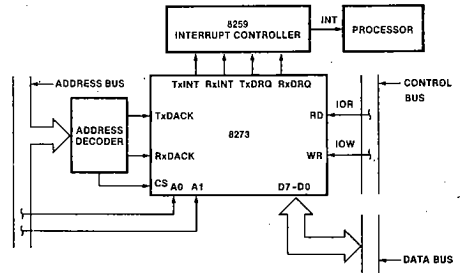 8259
INTERRUPT CONTROLLER
INT
PROCESSOR
ADDRESS BUS
TxINT RxINT TxDRQ RxDRQ
CONTROL
BUS
ADDRESS
DECODER
TxDACK
8273
RD
IOR
RxDACK
WR
IOW
CS A0 A1
D7-D0
DATA BUS